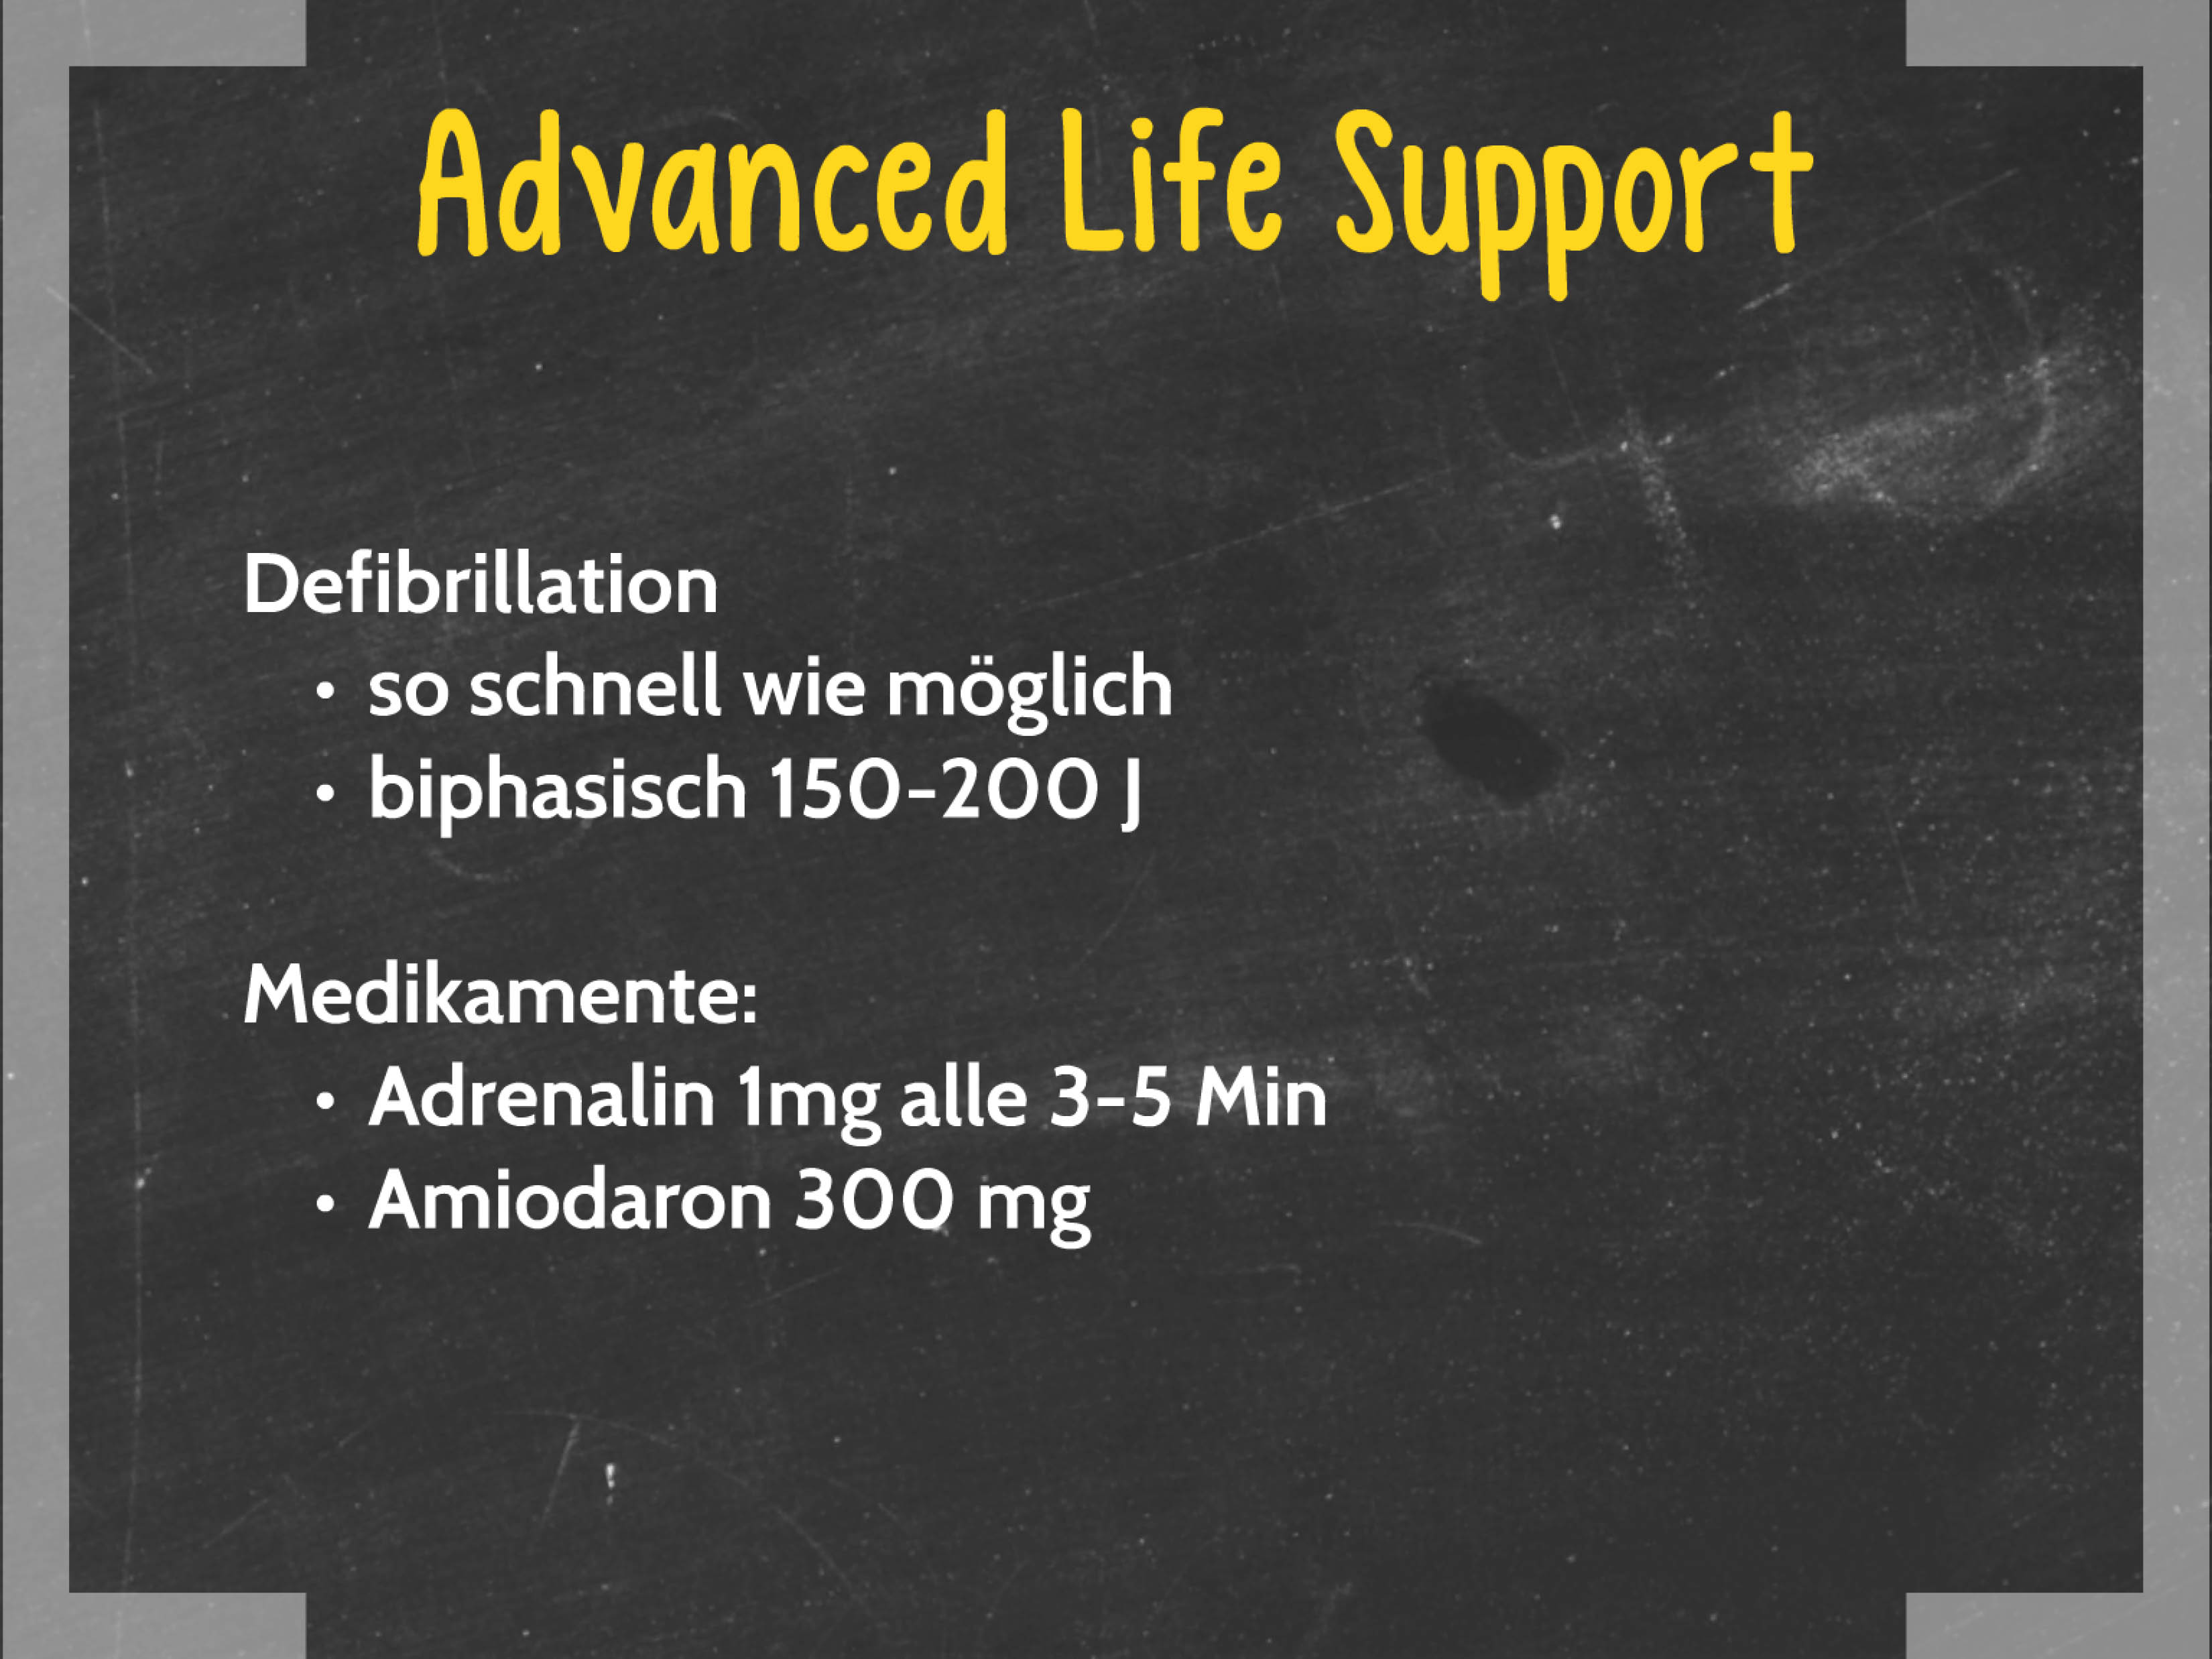 Advanced Life Support
Defibrillation
• so schnell wie möglich
• biphasisch 150-200 J
Medikamente:
• Adrenalin 1mg alle 3-5 Min
• Amiodaron 300 mg